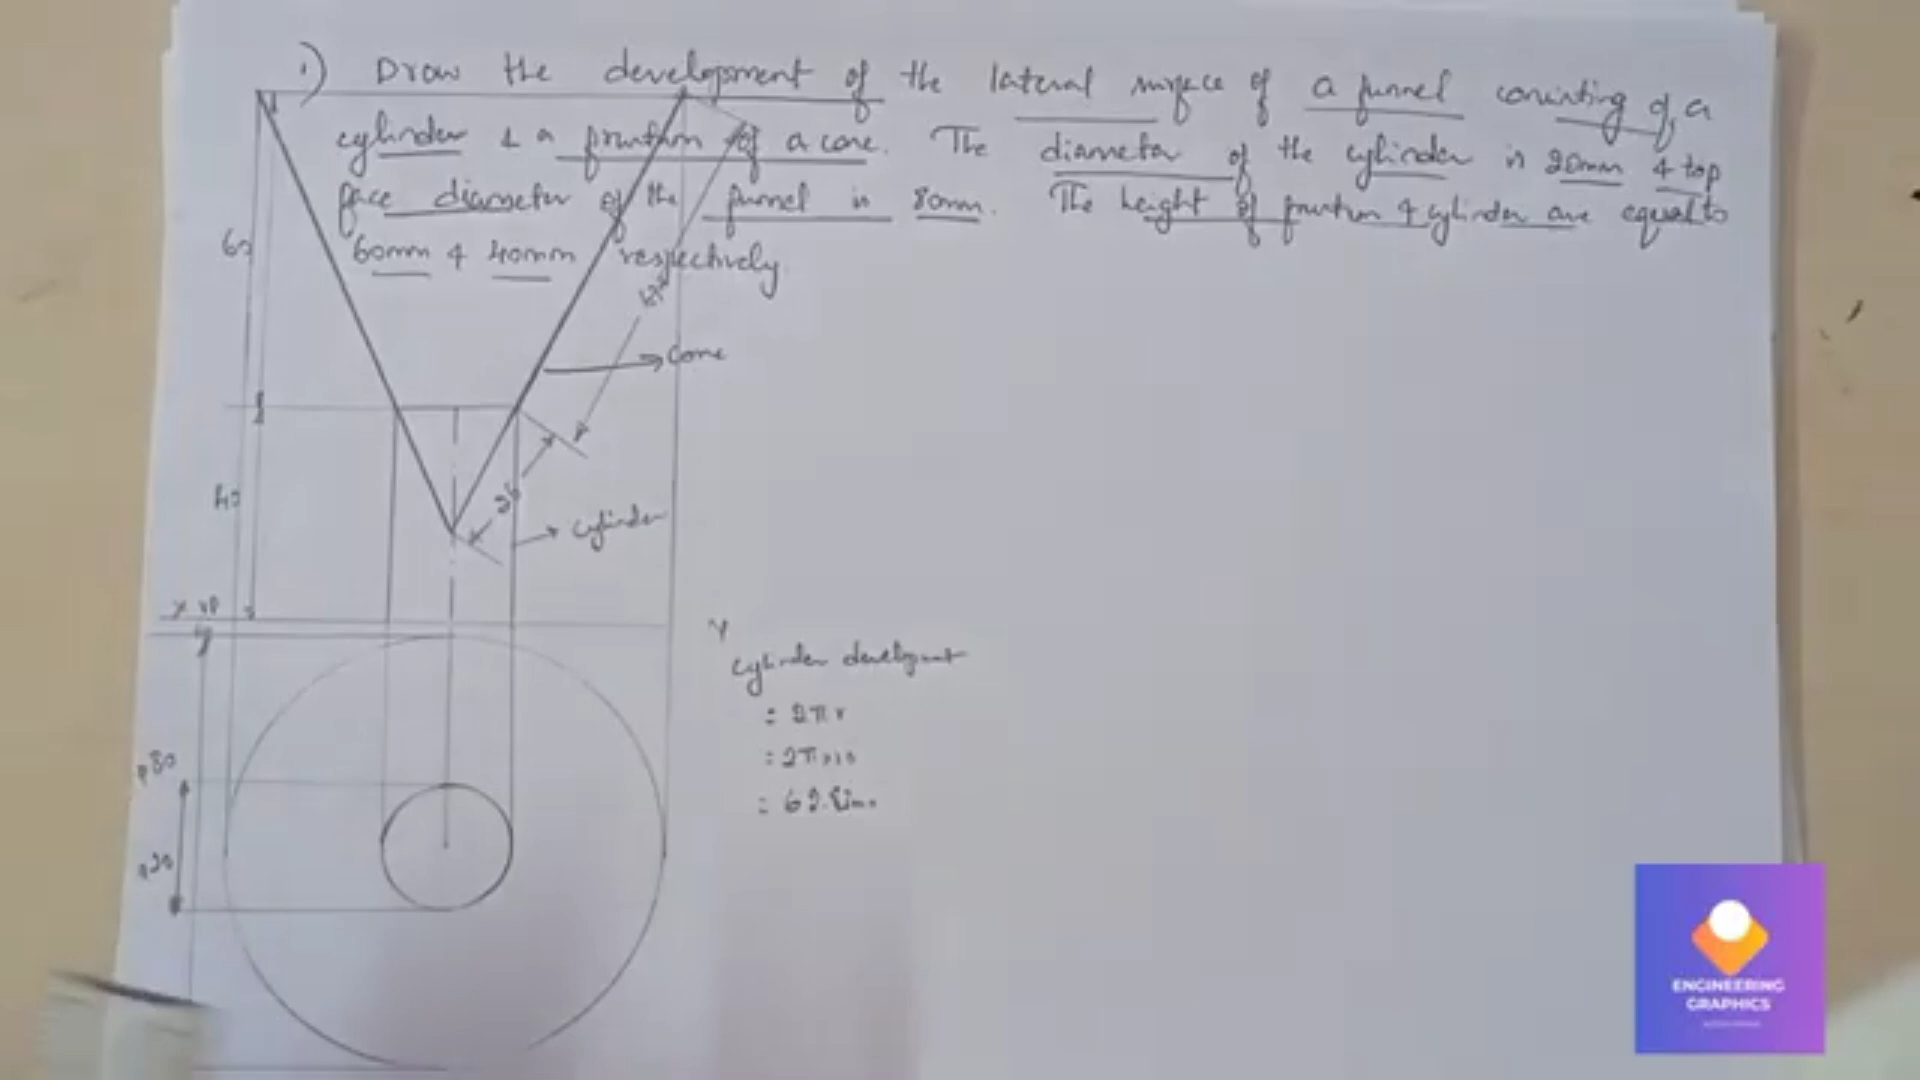 1) Draw the development of the lateral surface of a funnel consisting of a
cylinder & a frustum of a cone. The diameter of the cylinder is 20mm & top
face diameter of the funnel is 80mm. The height of frustum & cylinder are equal to
60mm & 40mm respectively.
60
Cone
40
cylinder
X
Y
cylinder develpmnt
= 2πr
= 2π×10
= 62.8
φ80
φ20
ENGINEERING
GRAPHICS